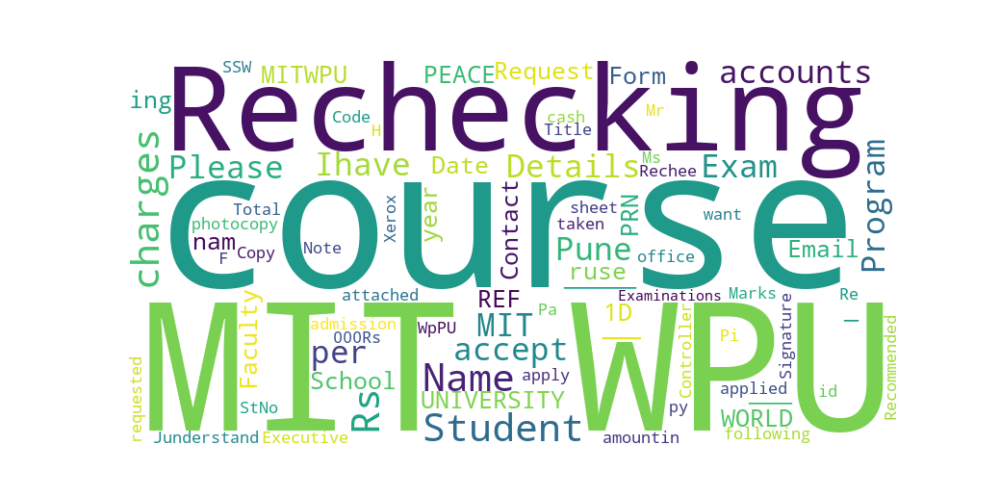 SSW MITWPU PEACE Request Form accounts
ing Rechecking
Code H cash Title Mr
charges Please Ihave Date Details Ms Rechee Exam Program
course
Total photocopy nam F Copy Note Xerox year Contact taken sheet PRN want
Pune office Email
ruse
attached REF Examinations Marks Re
MIT WPU
admission OOORs WpPU MIT Pa 1D Controller Pi Signature —
requested Faculty per accept
School Name apply applied id Recommended
StNo Rs UNIVERSITY py WORLD
Junderstand Executive Student amountin following